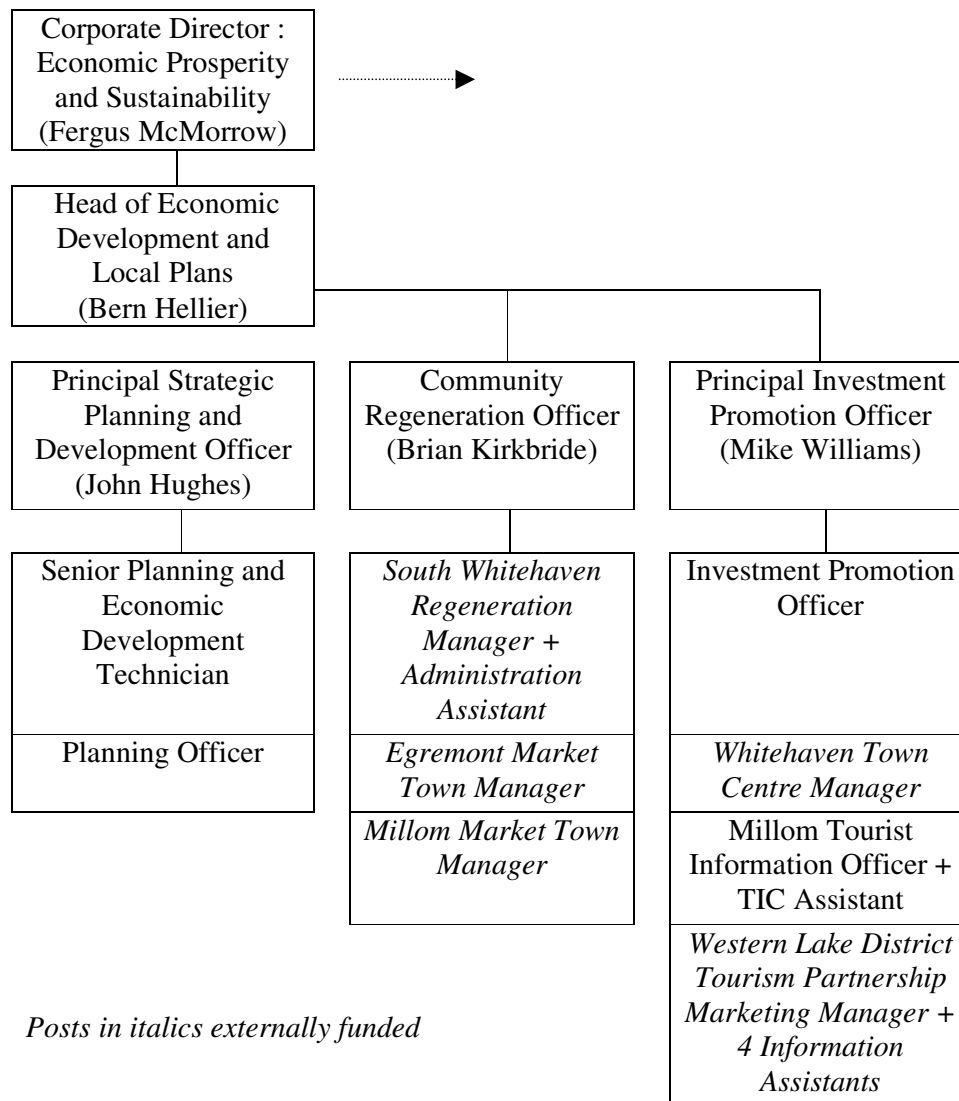 Corporate Director :
Economic Prosperity
and Sustainability
(Fergus McMorrow)
Head of Economic
Development and
Local Plans
(Bern Hellier)
Principal Strategic
Planning and
Development Officer
(John Hughes)
Community
Regeneration Officer
(Brian Kirkbride)
Principal Investment
Promotion Officer
(Mike Williams)
Senior Planning and
Economic
Development
Technician
Planning Officer
South Whitehaven
Regeneration
Manager +
Administration
Assistant
Egremont Market
Town Manager
Millom Market Town
Manager
Investment Promotion
Officer
Whitehaven Town
Centre Manager
Millom Tourist
Information Officer +
TIC Assistant
Western Lake District
Tourism Partnership
Marketing Manager +
4 Information
Assistants
Posts in italics externally funded